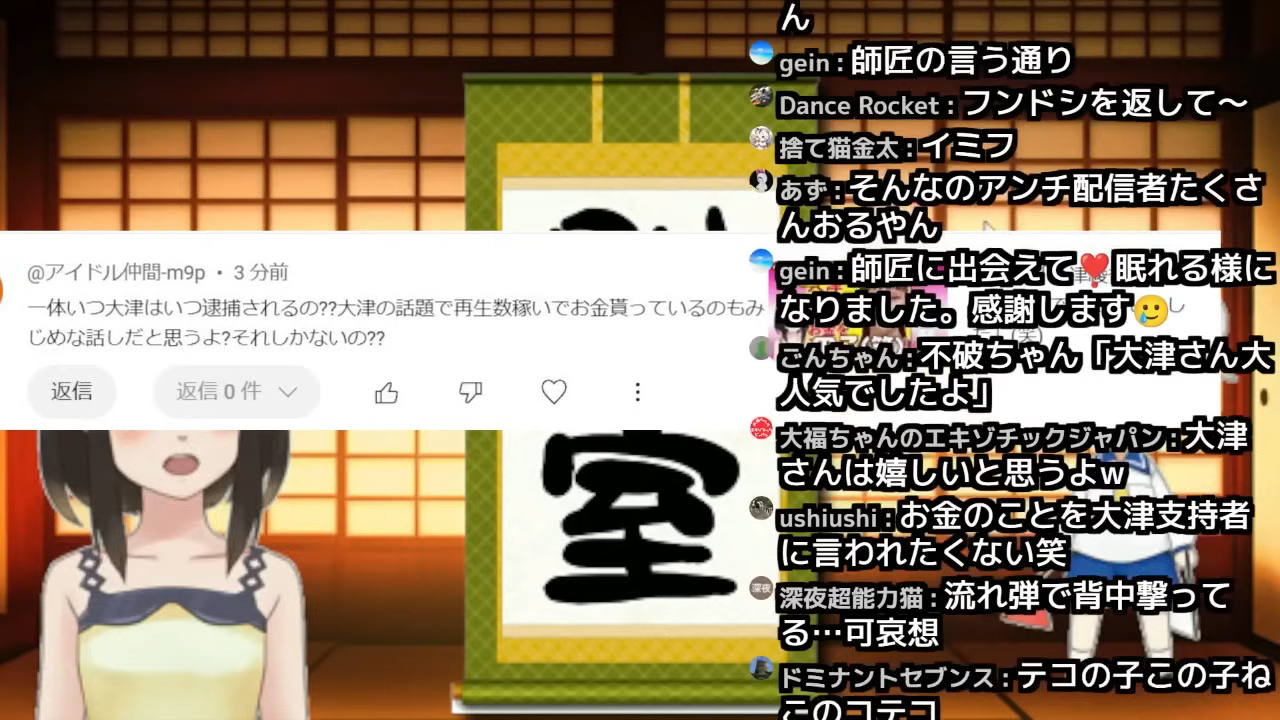 ん
gein : 師匠の言う通り
Dance Rocket : フンドシを返して〜
捨て猫金太 : イミフ
あず : そんなのアンチ配信者たくさ
んおるやん
gein : 師匠に出会えて❤️眠れる様に
なりました。感謝します🥲
ごんちゃん : 不破ちゃん「大津さん大
人気でしたよ」
大福ちゃんのエキゾチックジャパン : 大津
さんは嬉しいと思うよw
ushiushi : お金のことを大津支持者
に言われたくない笑
深夜超能力猫 : 流れ弾で背中撃って
る…可哀想
ドミナントセブンス : テコの子この子ね
このコテコ
@アイドル仲間-m9p・3 分前
一体いつ大津はいつ逮捕されるの??大津の話題で再生数稼いでお金貰っているのもみ
じめな話しだと思うよ?それしかないの??
返信
返信 0 件
室
深夜